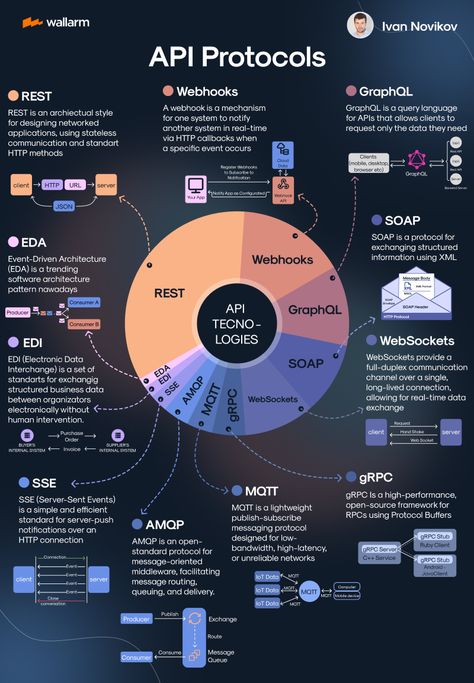 wallarm
Ivan Novikov
API Protocols
REST
REST is an archiectual style
for designing networked
applications, using stateless
communication and standart
HTTP methods
client
HTTP
URL
server
JSON
Webhooks
A webhook is a mechanism
for one system to notify
another system in real-time
via HTTP callbacks when
a specific event occurs
Cloud
Data
Register Webhooks
to Subscribe to
Notification
Your App
Notify App as Configurated
Webhook
API
GraphQL
GraphQL is a query language
for APIs that allows clients to
request only the data they need
Clients
(mobile, desktop,
browser etc)
GraphQL
Backend Server
EDA
Event-Driven Architecture
(EDA) is a trending
software architecture
pattern nowadays
Producer
Consumer A
Consumer B
SOAP
SOAP is a protocol for
exchanging structured
information using XML
Message Body
SOAP Header
HTTP Protocol
EDI
EDI (Electronic Data
Interchange) is a set of
standorts for exchangig
structured business data
between organizators
electronically without
human intervention.
Purchase
Order
Invoice
BUYER'S
INTERNAL SYSTEM
SUPPLIER'S
INTERNAL SYSTEM
REST
Webhooks
GraphQL
SOAP
WebSockets
gRPC
MQTT
AMQP
SSE
EDI
EDA
API
TECNO -
LOGIES
WebSockets
WebSockets provide a
full-duplex communication
channel over a single,
long-lived connection,
allowing for real-time data
exchange
client
Request
Hand Shake
Web Socket
server
SSE
SSE (Server-Sent Events)
is a simple and efficient
standard for server-push
notifications over an
HTTP connection
client
Connection
Event
Event
Event
Event
Close
conversation
server
AMQP
AMQP is an open-
standard protocol for
message-oriented
middleware, facilitating
message routing,
queuing, and delivery.
Producer
Publish
Exchange
Route
Consumer
Consume
Message
Queue
MQTT
MQTT is a lightweight
publish-subscribe
messaging protocol
designed for low-
bandwidth, high-latency,
or unreliable networks
IoT Data
IoT Data
IoT Data
MQTT
MQTT
MQTT
MQTT
Computer
Mobile device
gRPC
gRPC Is a high-performance,
open-source framework for
RPCs using Protocol Buffers
gRPC Server
C++ Service
gRPC Stub
Ruby Client
gRPC Stub
Android -
JavaClient